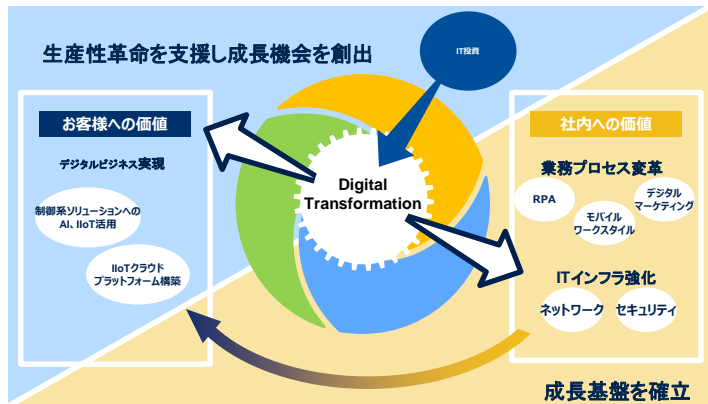 生産性革命を支援し成長機会を創出
IT投資
お客様への価値
デジタルビジネス実現
制御系ソリューションへの
AI、IIoT活用
IIoTクラウド
プラットフォーム構築
Digital
Transformation
社内への価値
業務プロセス変革
RPA
モバイル
ワークスタイル
デジタル
マーケティング
ITインフラ強化
ネットワーク
セキュリティ
成長基盤を確立